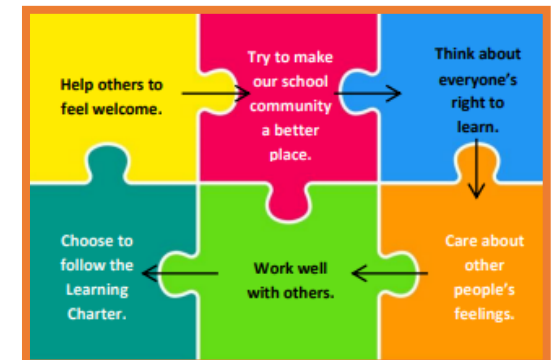 Help others to
feel welcome.
Try to make
our school
community
a better
place.
Think about
everyone's
right to
learn.
Care about
other
people's
feelings.
Work well
with others.
Choose to
follow the
Learning
Charter.